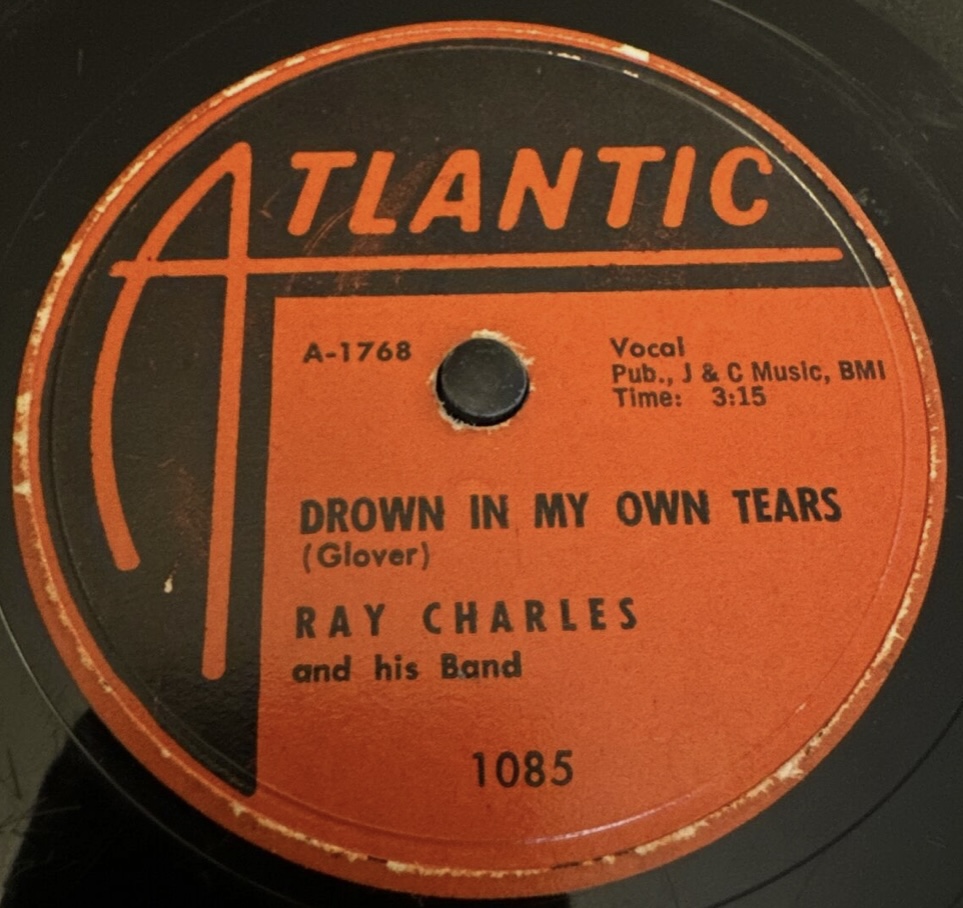 ATLANTIC
A-1768
Vocal
Pub., J & C Music, BMI
Time: 3:15
DROWN IN MY OWN TEARS
(Glover)
RAY CHARLES
and his Band
1085